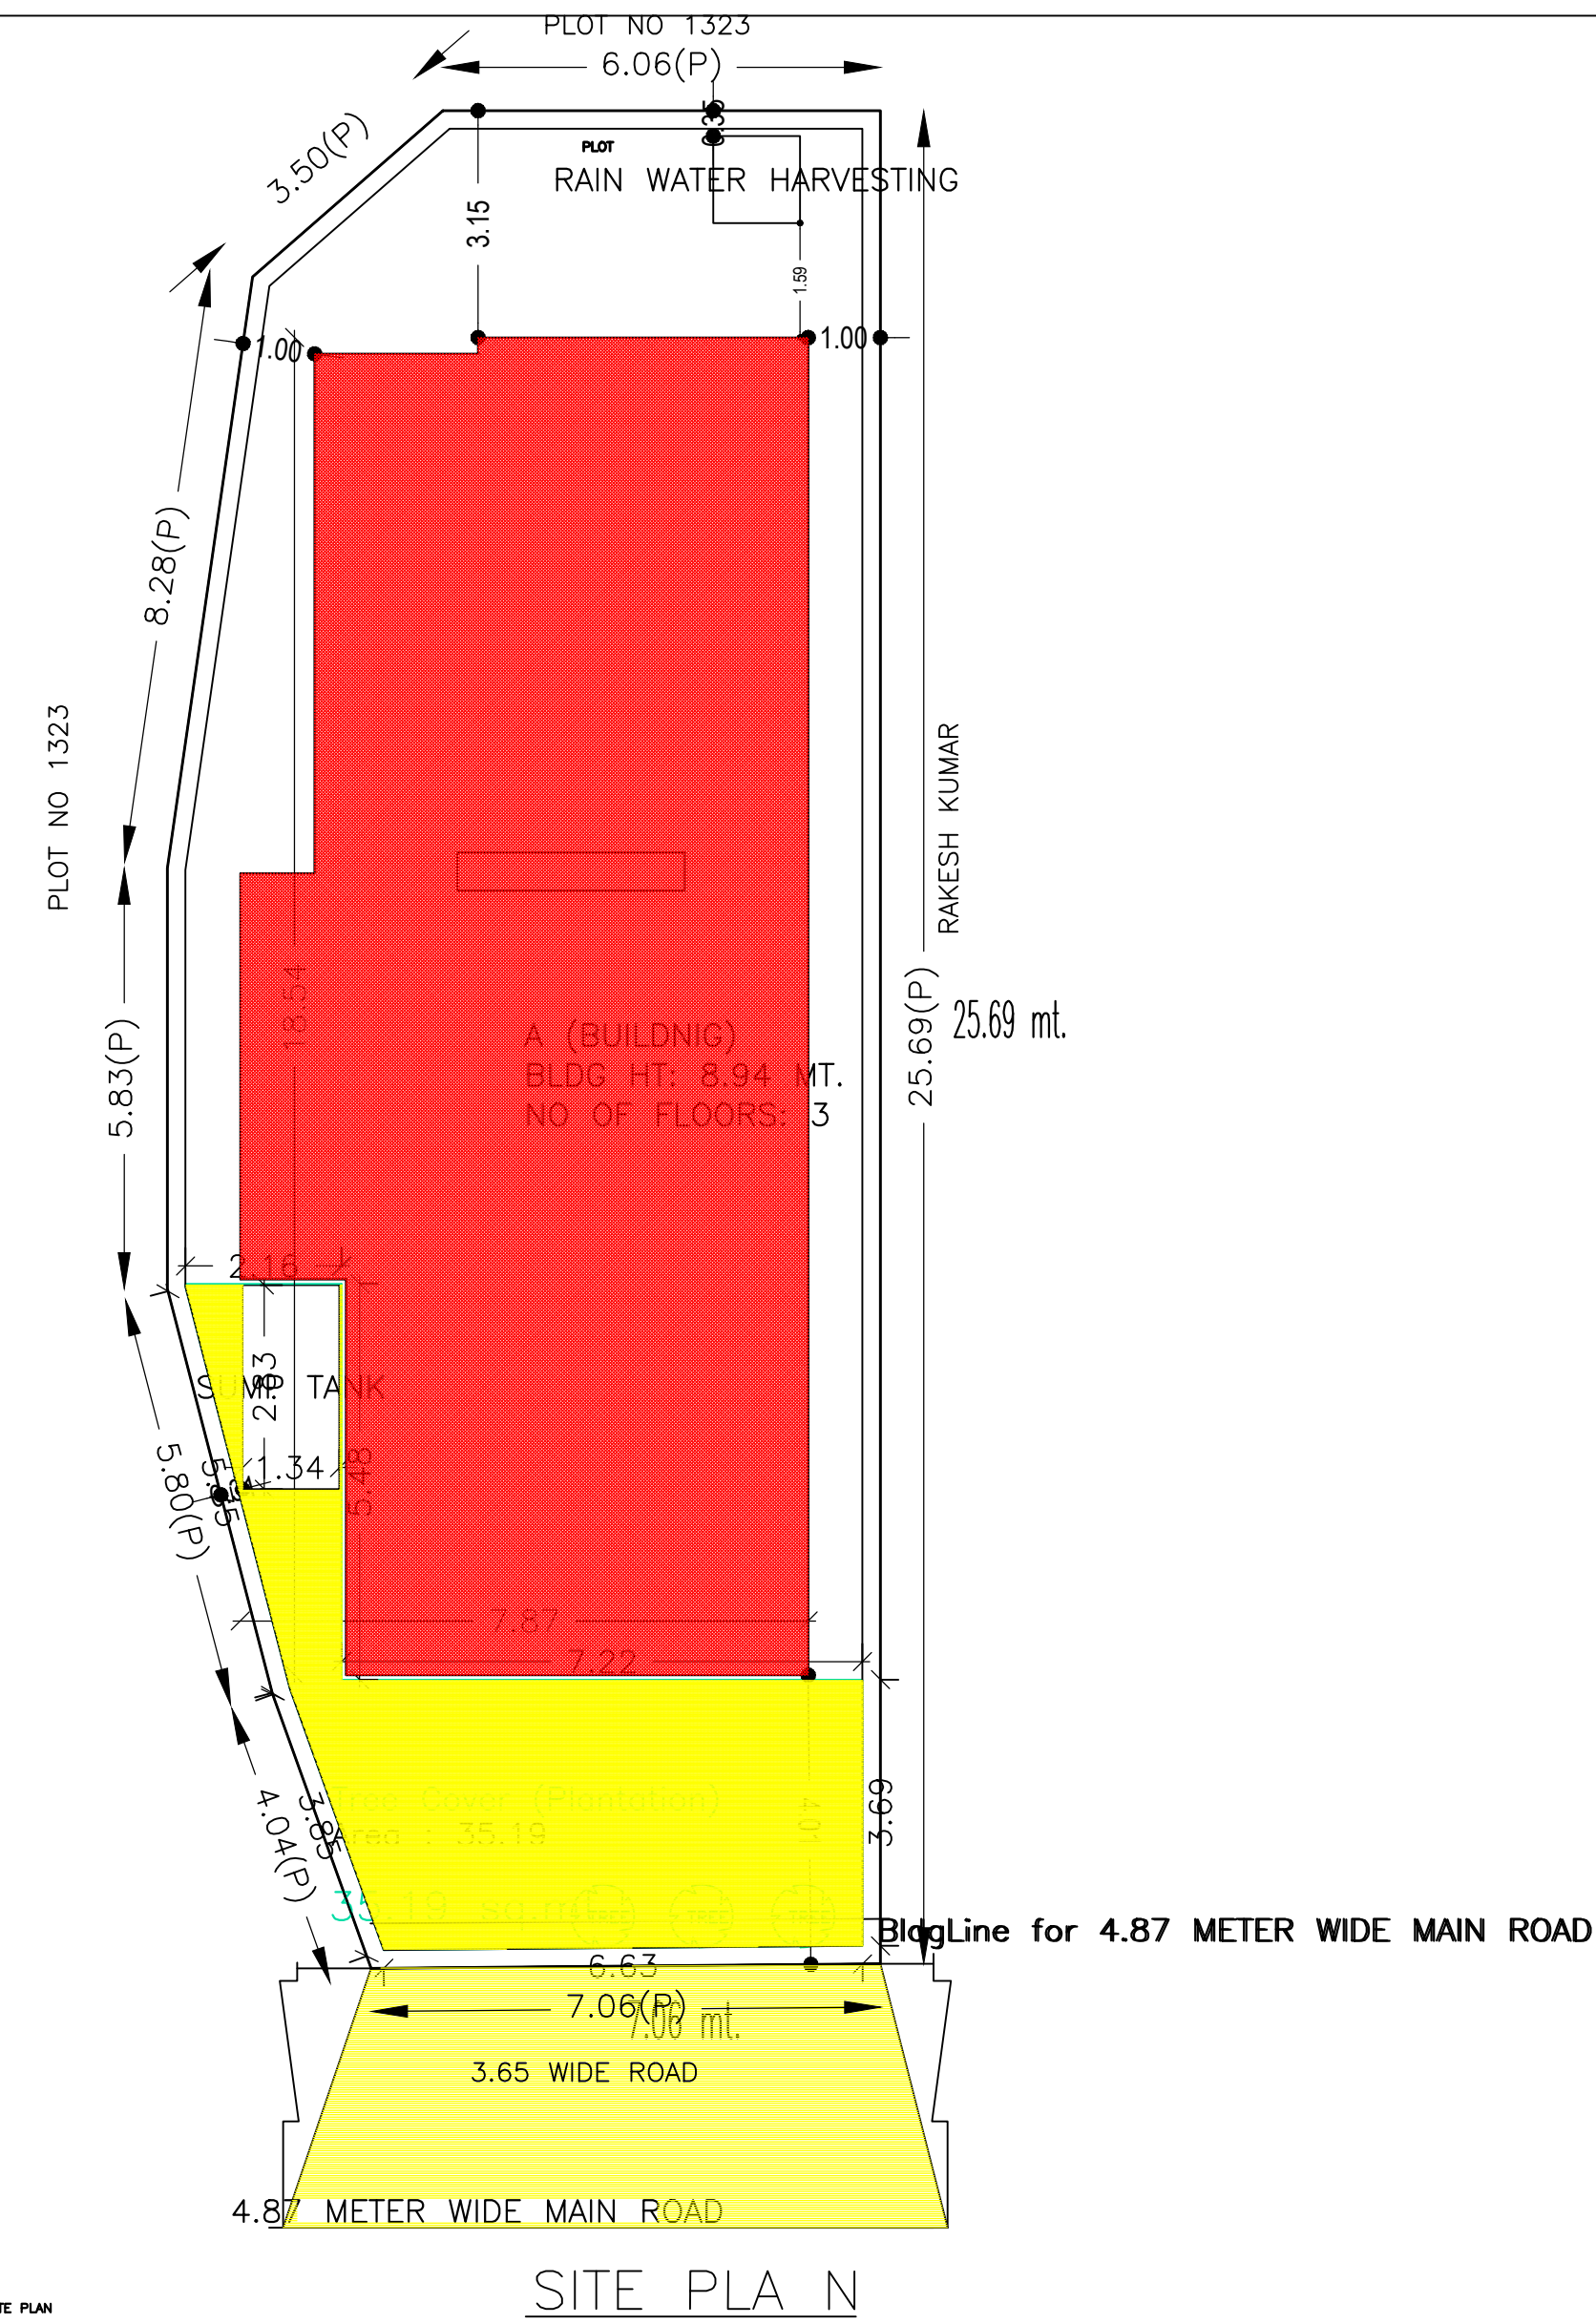 PLOT NO 1323
6.06(P)
3.50(P)
PLOT
RAIN WATER HARVESTING
3.15
1.59
1.00
1.00
8.28(P)
PLOT NO 1323
RAKESH KUMAR
18.54
25.69(P)
25.69 mt.
5.83(P)
A (BUILDNIG)
BLDG HT: 8.94 MT.
NO OF FLOORS: 3
2.16
2.83
SUMP TANK
1.34
5.48
5.80(P)
7.87
7.22
Tree Cover (Plantation)
Area : 35.19
4.01
3.69
3.85
4.04(P)
35.19 sq.mt.
TREE TREE TREE
BldgLine for 4.87 METER WIDE MAIN ROAD
6.63
7.06(P)
7.06 mt.
3.65 WIDE ROAD
4.87 METER WIDE MAIN ROAD
SITE PLA N
TE PLAN